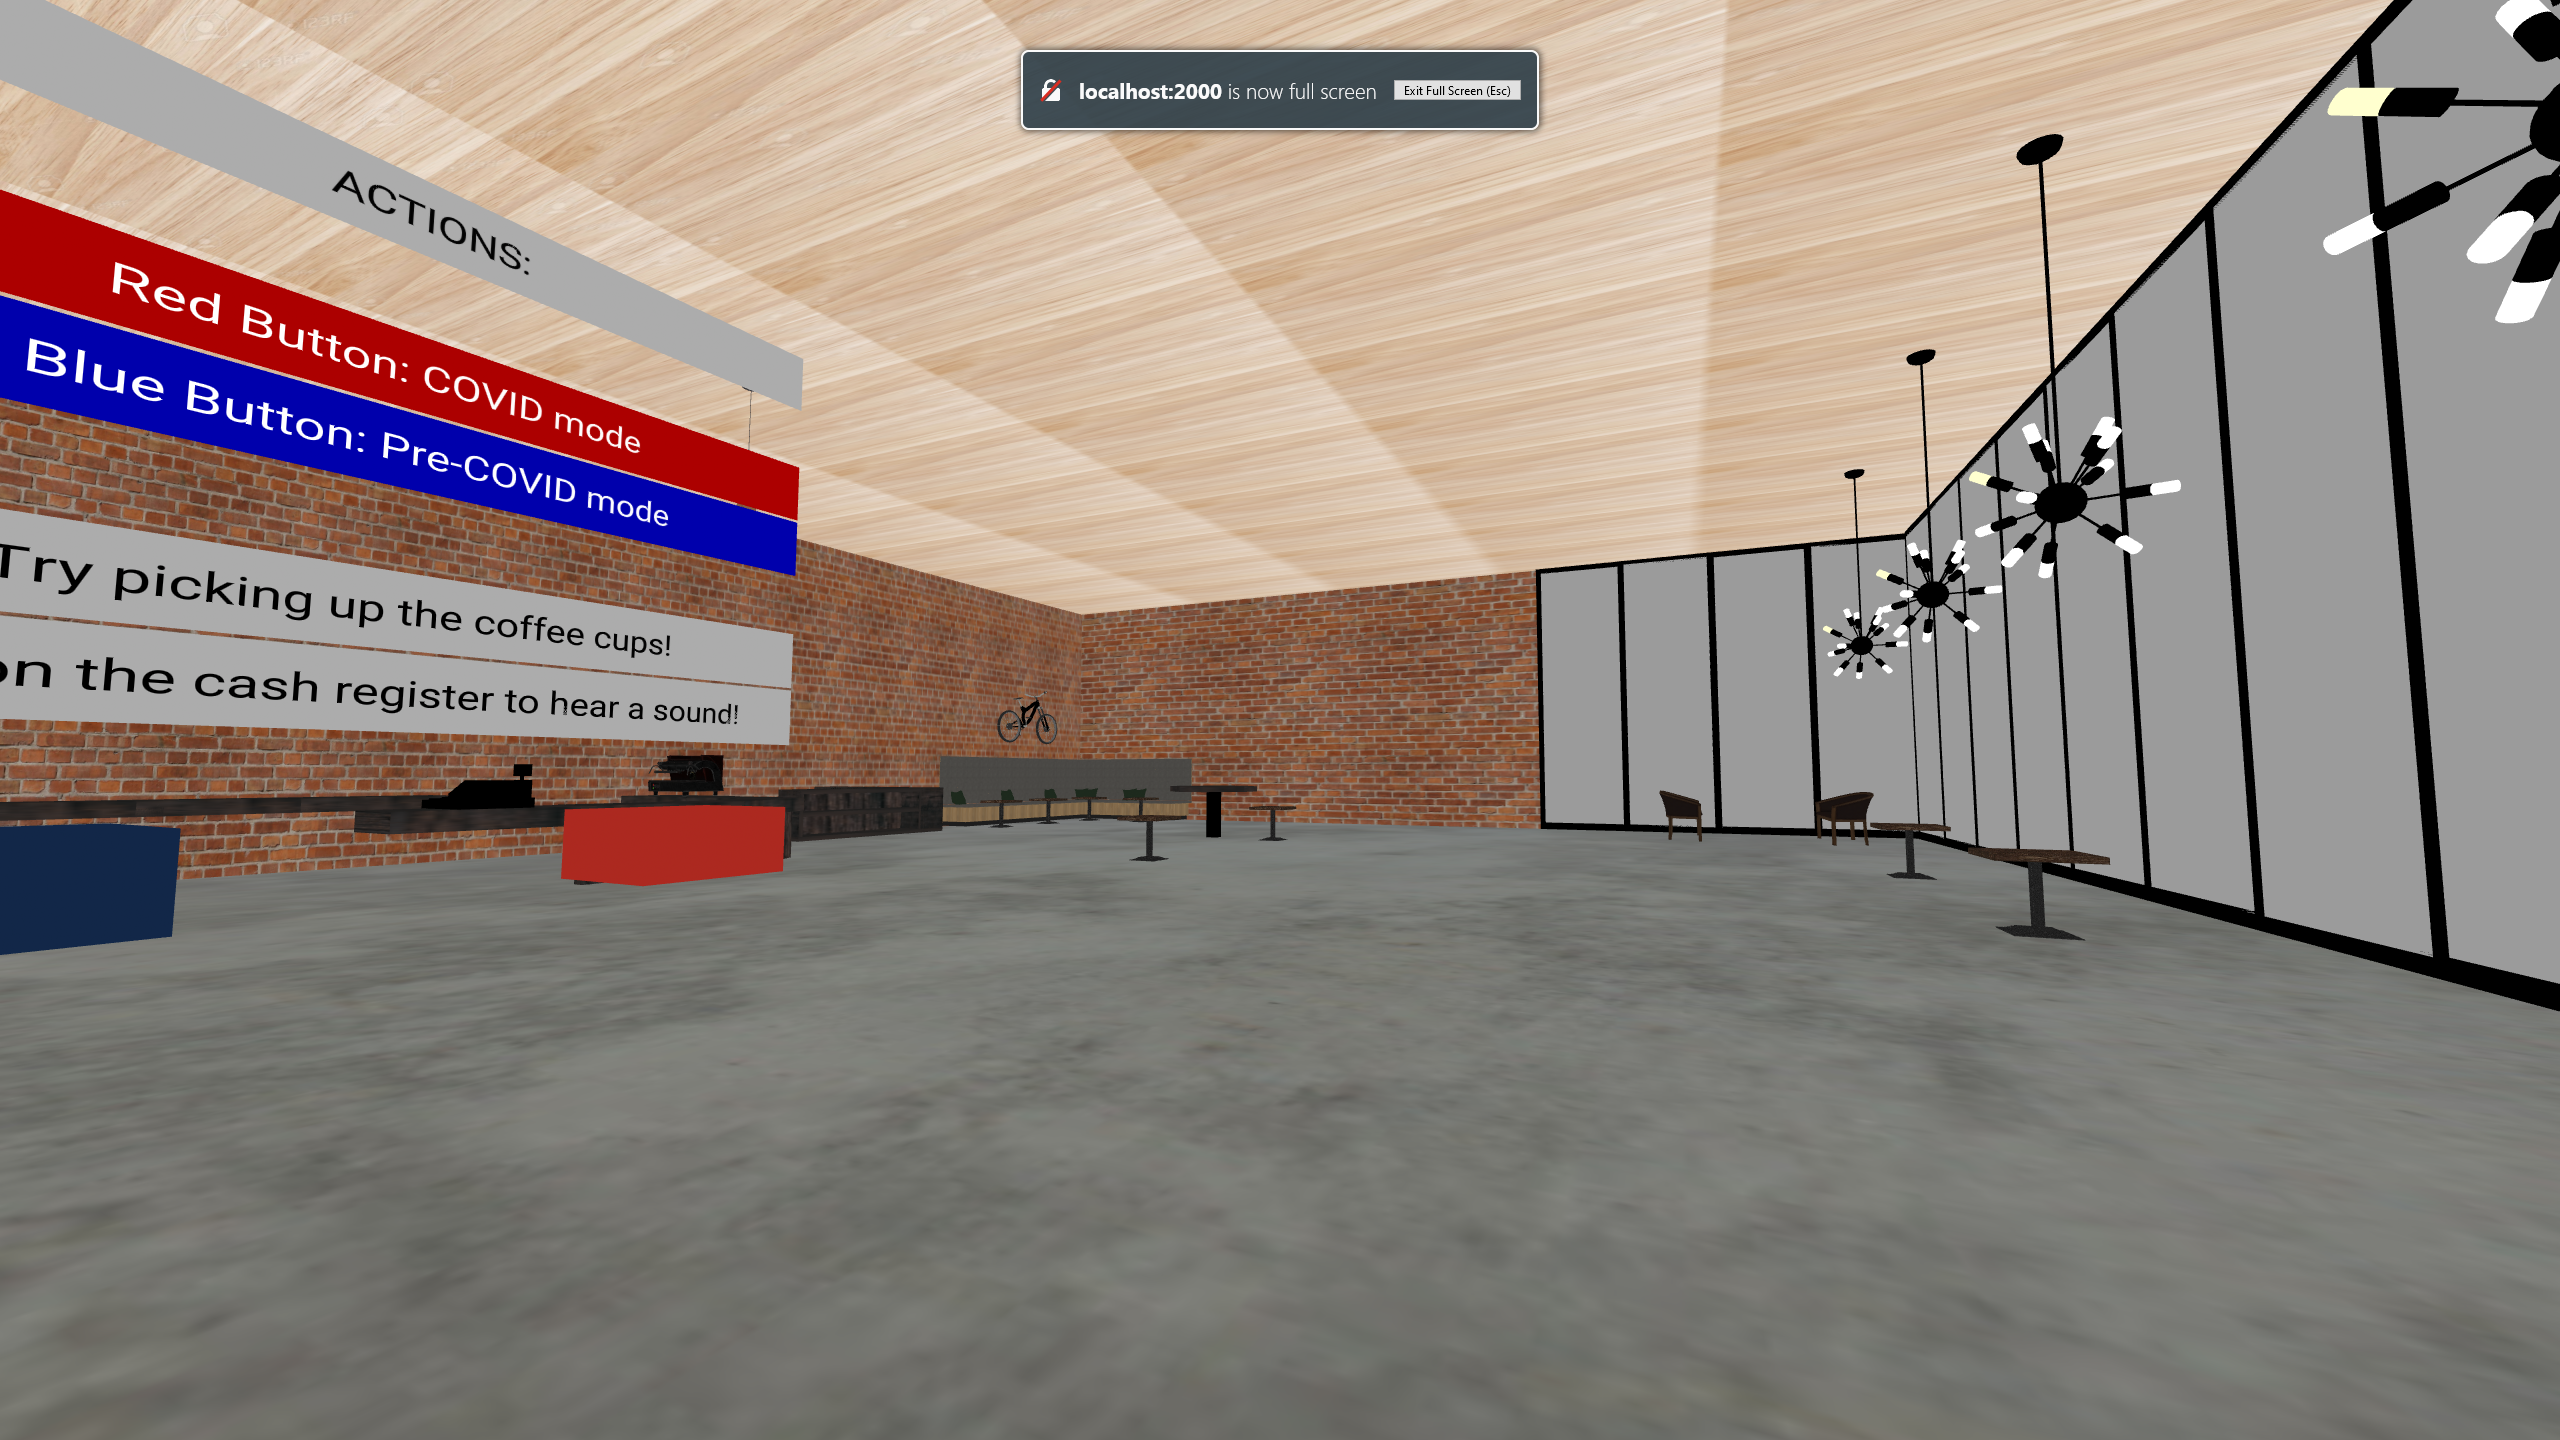 localhost:2000 is now full screen Exit Full Screen (Esc)
ACTIONS:
Red Button: COVID mode
Blue Button: Pre-COVID mode
Try picking up the coffee cups!
on the cash register to hear a sound!